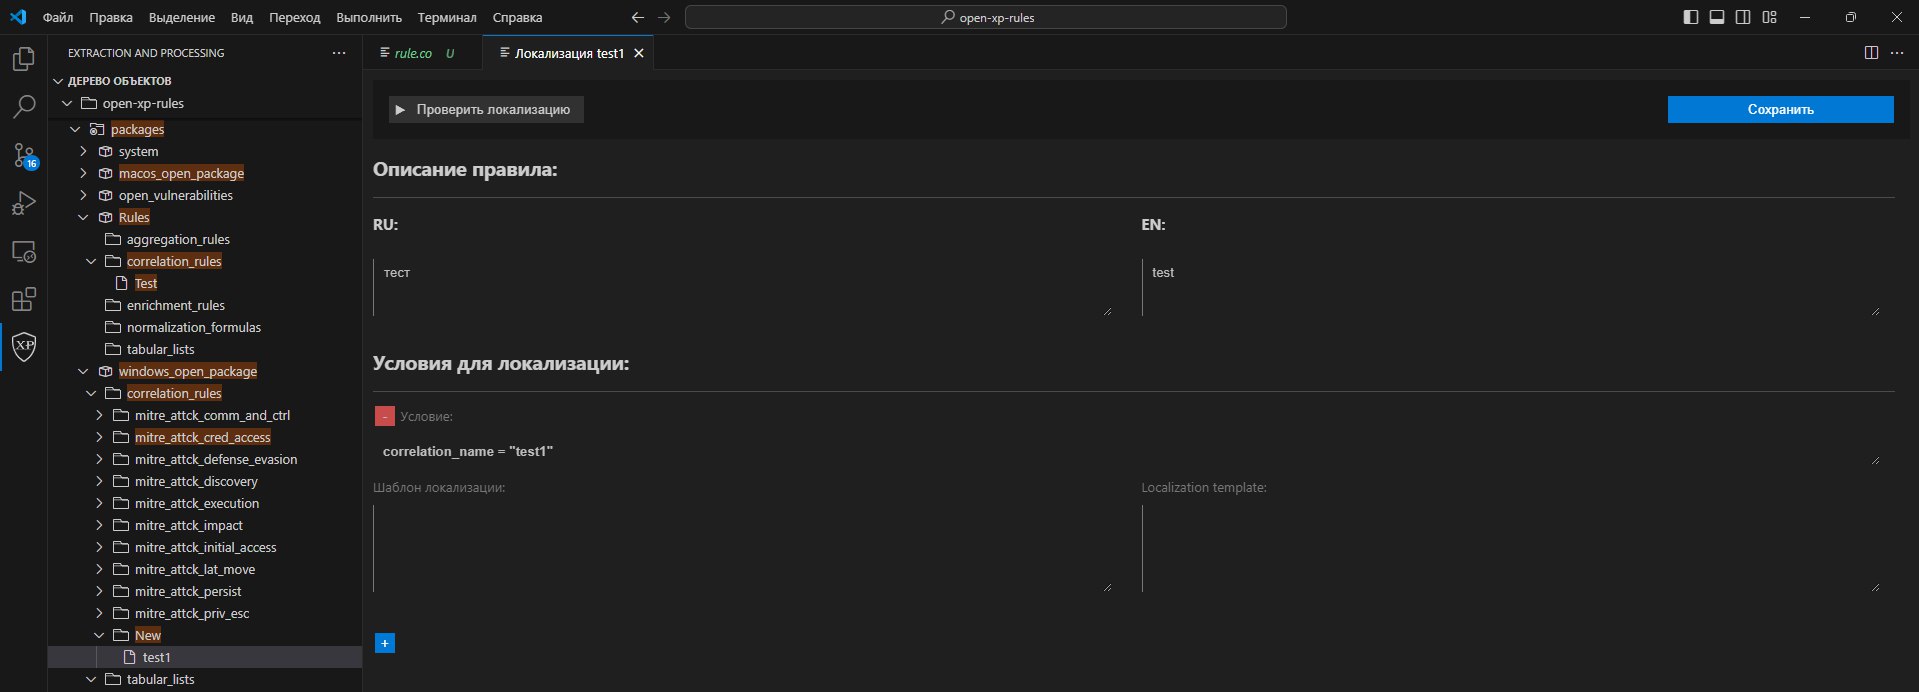 Файл Правка Выделение Вид Переход Выполнить Терминал Справка
open-xp-rules
EXTRACTION AND PROCESSING
rule.co U
Локализация test1
ДЕРЕВО ОБЪЕКТОВ
open-xp-rules
packages
system
macos_open_package
open_vulnerabilities
Rules
aggregation_rules
correlation_rules
Test
enrichment_rules
normalization_formulas
tabular_lists
windows_open_package
correlation_rules
mitre_attck_comm_and_ctrl
mitre_attck_cred_access
mitre_attck_defense_evasion
mitre_attck_discovery
mitre_attck_execution
mitre_attck_impact
mitre_attck_initial_access
mitre_attck_lat_move
mitre_attck_persist
mitre_attck_priv_esc
New
test1
tabular_lists
16
XP
Проверить локализацию
Сохранить
Описание правила:
RU:
EN:
тест
test
Условия для локализации:
- Условие:
correlation_name = "test1"
Шаблон локализации:
Localization template:
+